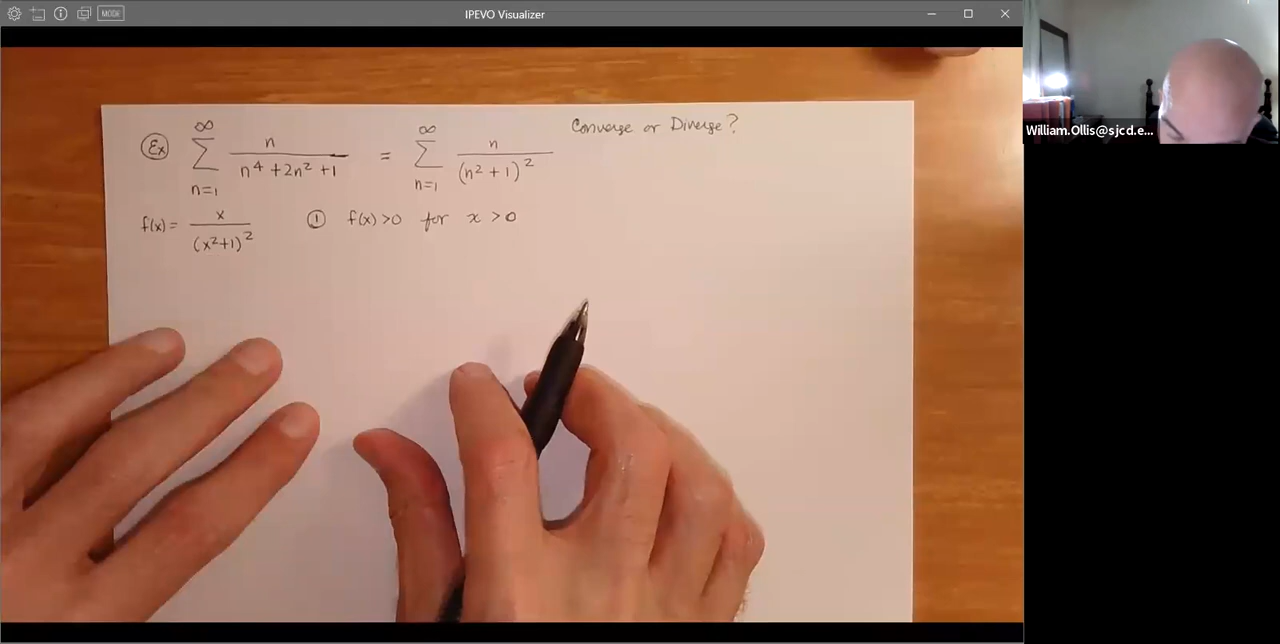 MODE
IPEVO Visualizer
Ex ∞ ∑ n=1 n / n⁴ + 2n² + 1 = ∞ ∑ n=1 n / (n² + 1)² Converge or Diverge?
f(x) = x / (x²+1)² ① f(x) > 0 for x > 0
William.Ollis@sjcd.e...